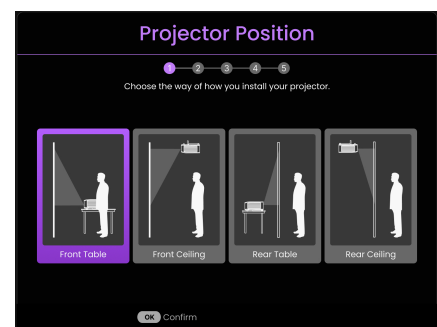 Projector Position
1 2 3 4 5
Choose the way of how you install your projector.
Front Table Front Ceiling Rear Table Rear Ceiling
OK Confirm